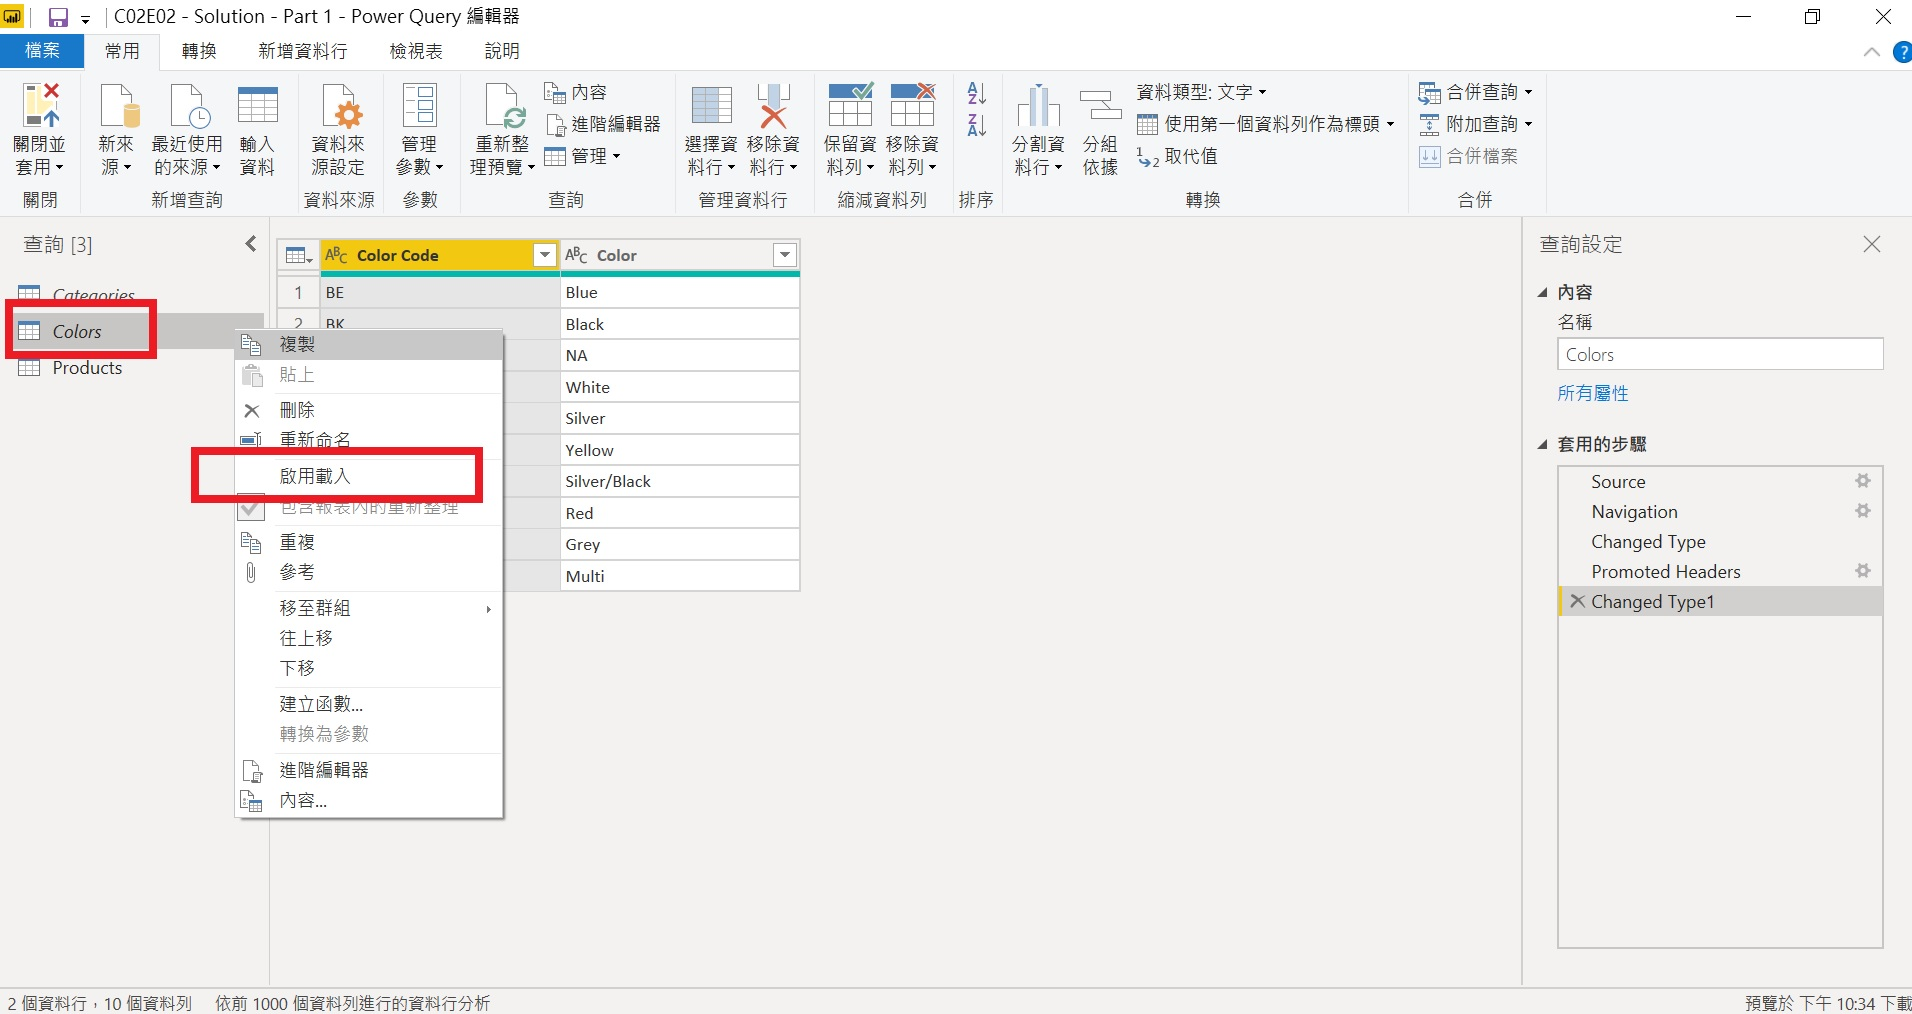 C02E02 - Solution - Part 1 - Power Query 編輯器
檔案 常用 轉換 新增資料行 檢視表 說明
關閉並
套用
關閉
新來
源
最近使用
的來源
輸入
資料
新增查詢
資料來
源設定
資料來源
管理
參數
參數
重新整
理預覽
內容
進階編輯器
管理
查詢
選擇資
料行
移除資
料行
管理資料行
保留資
料列
移除資
料列
縮減資料列
排序
分割資
料行
分組
依據
資料類型: 文字
使用第一個資料列作為標頭
取代值
轉換
合併查詢
附加查詢
合併檔案
合併
查詢 [3]
Categories
Colors
Products
Color Code
Color
1 BE Blue
2 BK Black
NA
White
Silver
Yellow
Silver/Black
Red
Grey
Multi
複製
貼上
刪除
重新命名
啟用載入
包含報表內的重新整理
重複
參考
移至群組
往上移
下移
建立函數...
轉換為參數
進階編輯器
內容...
查詢設定
內容
名稱
Colors
所有屬性
套用的步驟
Source
Navigation
Changed Type
Promoted Headers
Changed Type1
2 個資料行，10 個資料列 依前 1000 個資料列進行的資料行分析
預覽於 下午 10:34 下載